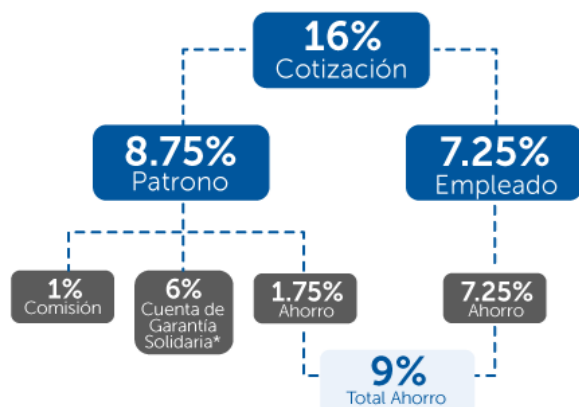 16%
Cotización
8.75%
Patrono
7.25%
Empleado
1%
Comisión
6%
Cuenta de
Garantía
Solidaria*
1.75%
Ahorro
7.25%
Ahorro
9%
Total Ahorro